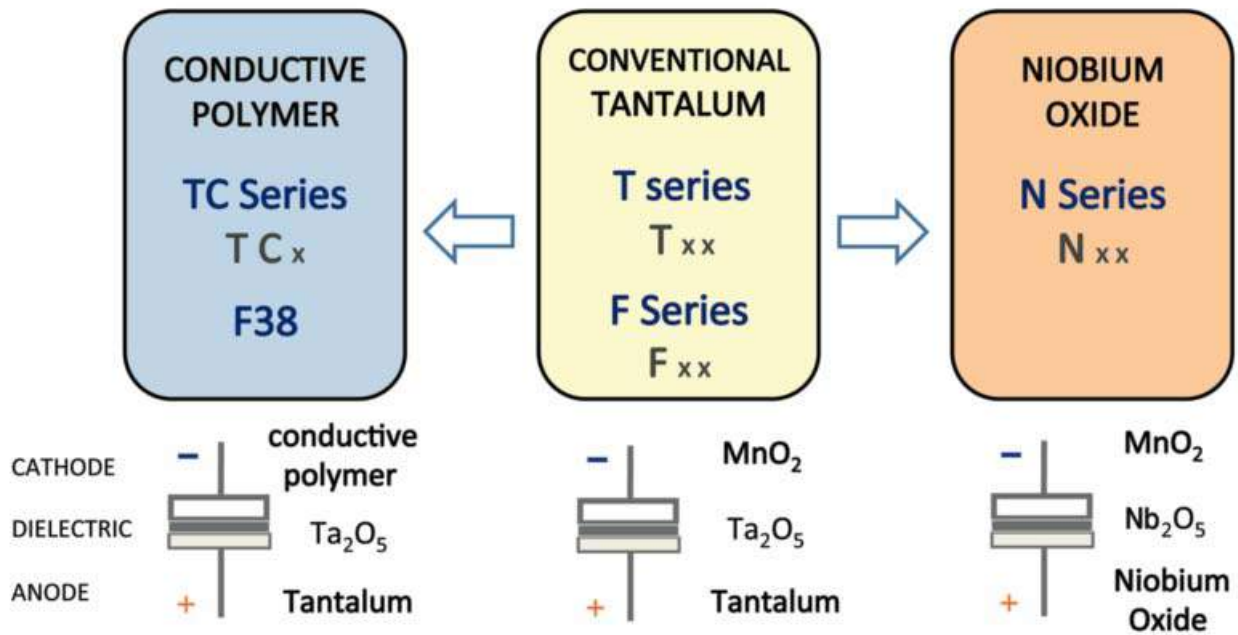 CONDUCTIVE
POLYMER
TC Series
T C x
F38
CONVENTIONAL
TANTALUM
T series
T x x
F Series
F x x
NIOBIUM
OXIDE
N Series
N x x
CATHODE
DIELECTRIC
ANODE
−
conductive
polymer
Ta₂O₅
+
Tantalum
−
MnO₂
Ta₂O₅
+
Tantalum
−
MnO₂
Nb₂O₅
+
Niobium
Oxide